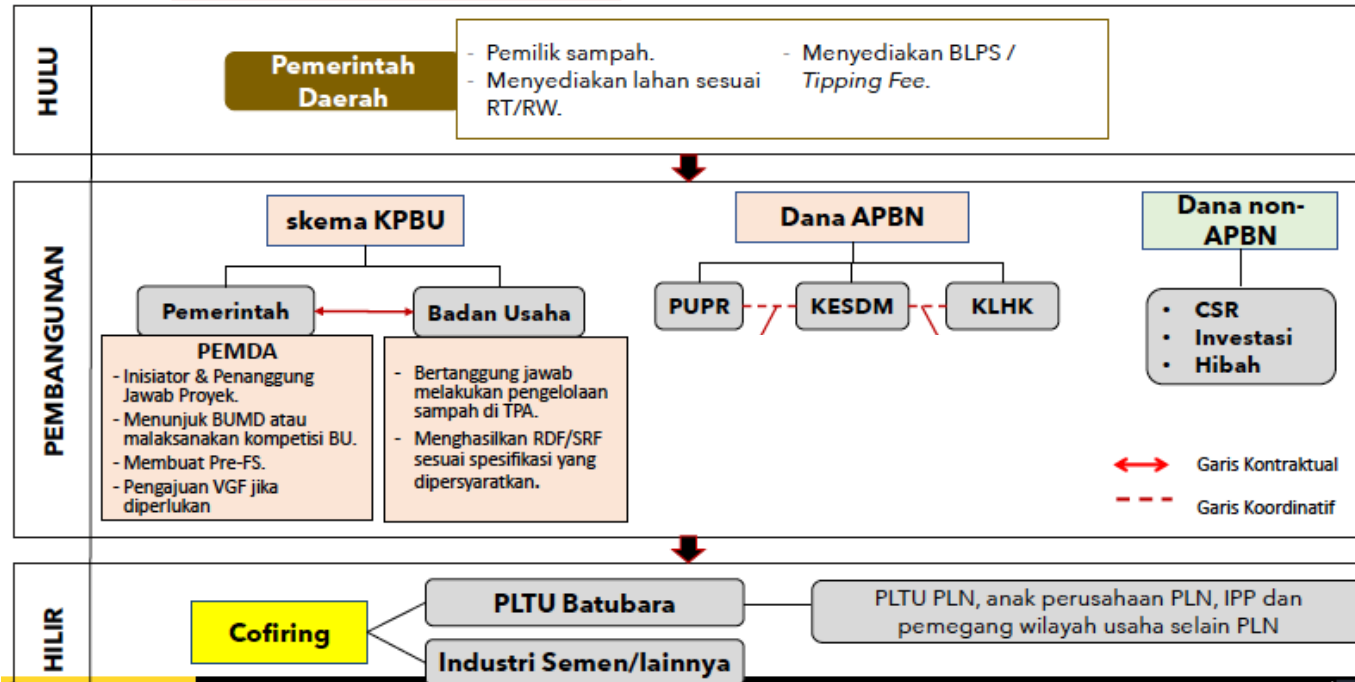 HULU
Pemerintah
Daerah
- Pemilik sampah.
- Menyediakan lahan sesuai
RT/RW.
- Menyediakan BLPS /
Tipping Fee.
PEMBANGUNAN
skema KPBU
Pemerintah
Badan Usaha
PEMDA
- Inisiator & Penanggung
Jawab Proyek.
- Menunjuk BUMD atau
malaksanakan kompetisi BU.
- Membuat Pre-FS.
- Pengajuan VGF jika
diperlukan
- Bertanggung jawab
melakukan pengelolaan
sampah di TPA.
- Menghasilkan RDF/SRF
sesuai spesifikasi yang
dipersyaratkan.
Dana APBN
PUPR
KESDM
KLHK
Dana non-
APBN
• CSR
• Investasi
• Hibah
Garis Kontraktual
Garis Koordinatif
HILIR
Cofiring
PLTU Batubara
Industri Semen/lainnya
PLTU PLN, anak perusahaan PLN, IPP dan
pemegang wilayah usaha selain PLN